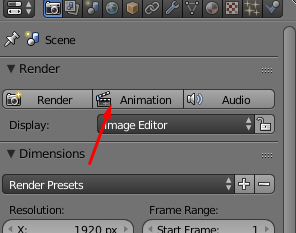 Scene
Render
Render Animation Audio
Display: Image Editor
Dimensions
Render Presets
Resolution: Frame Range:
X: 1920 px Start Frame: 1